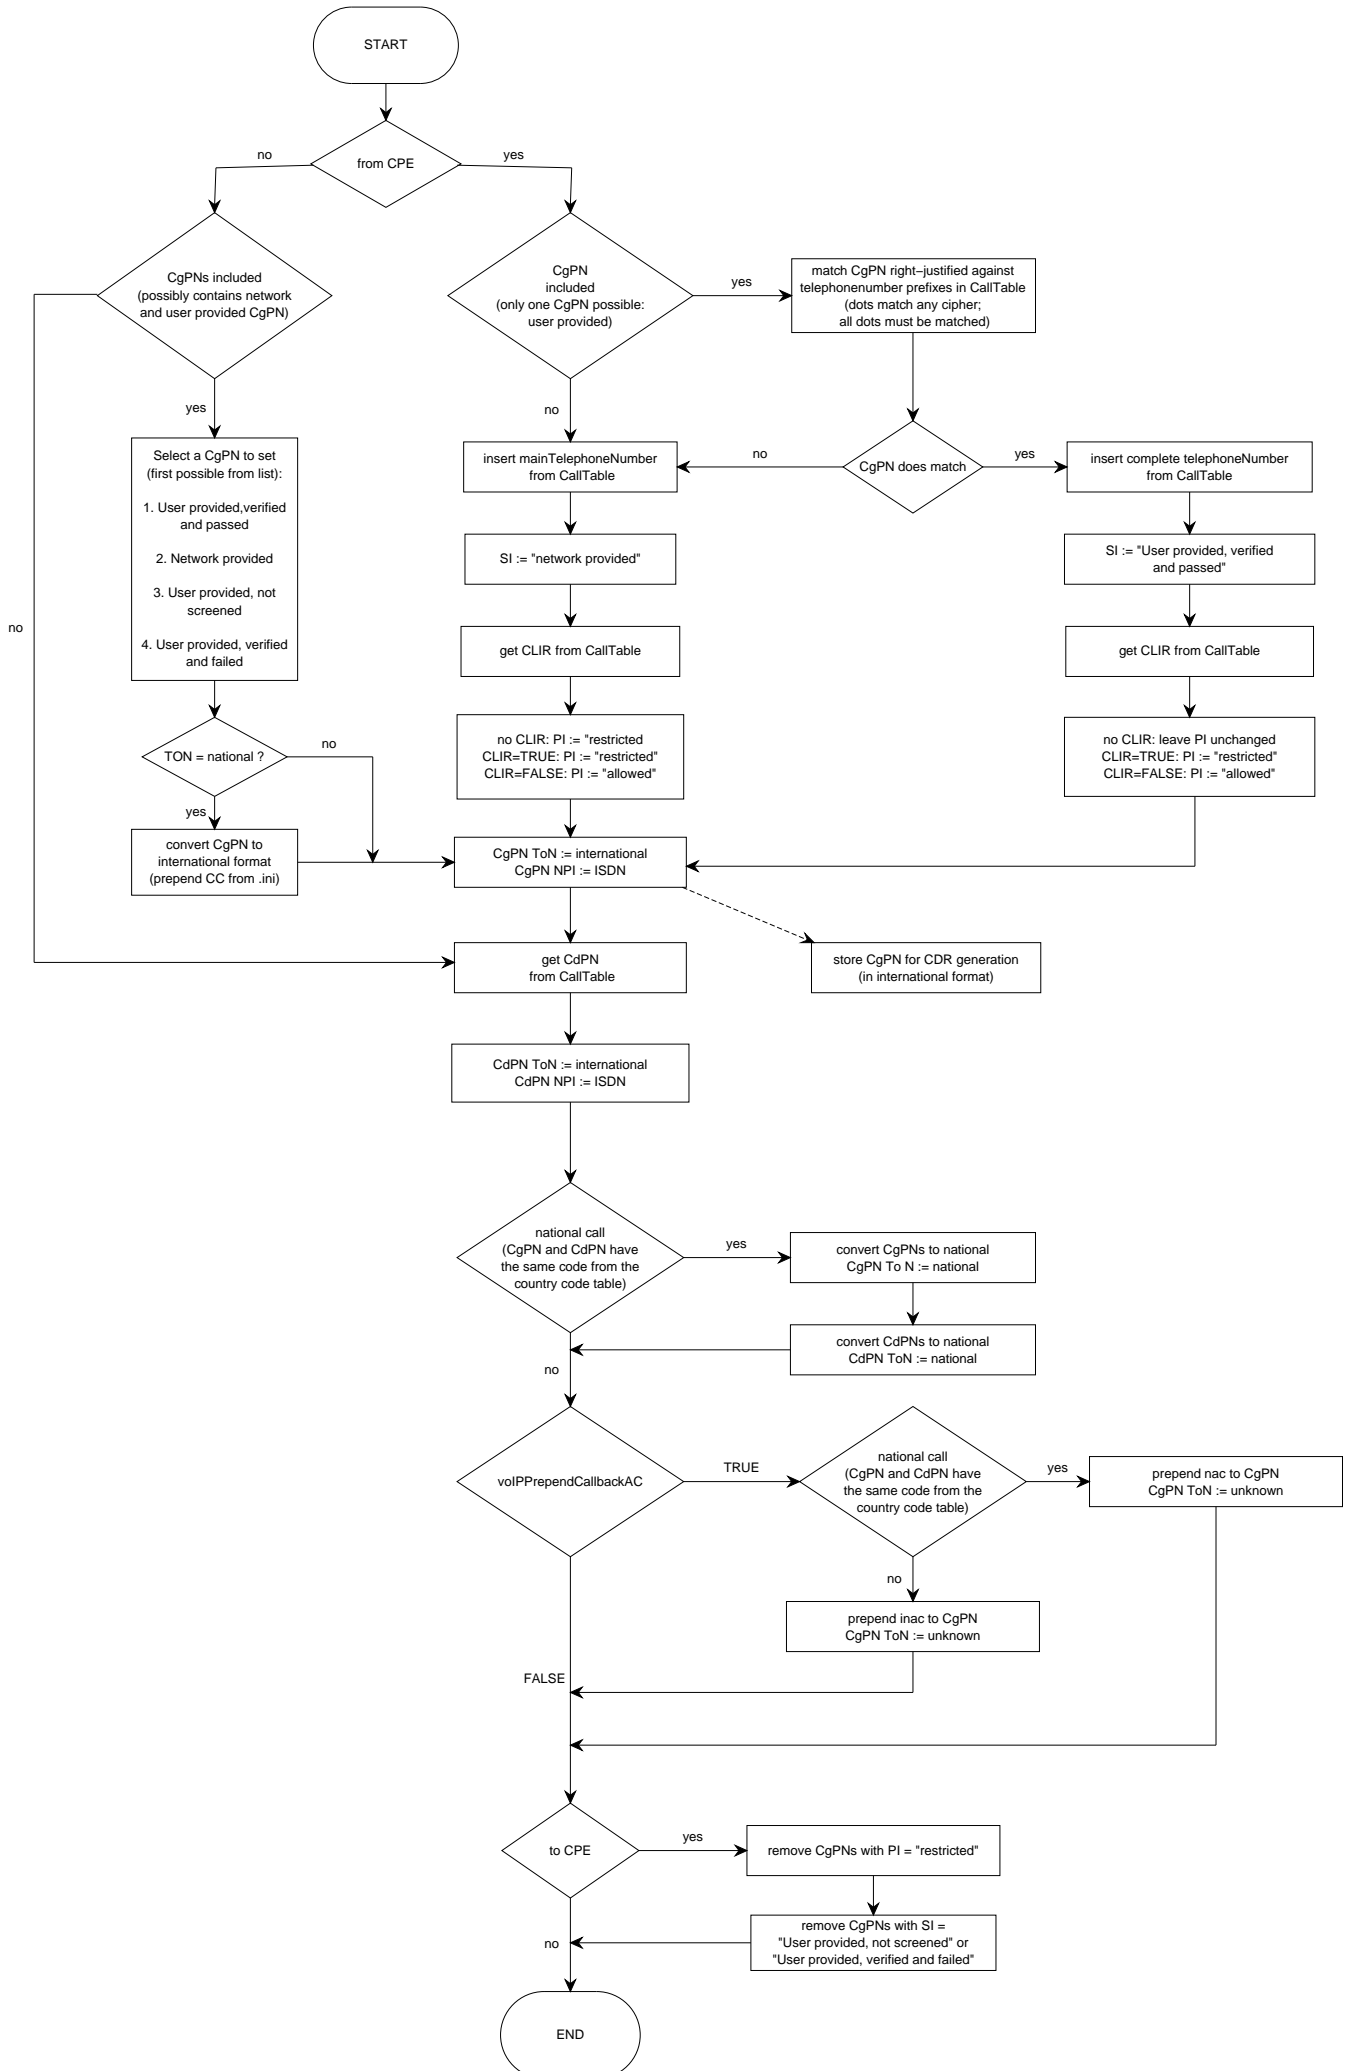 START
from CPE
no
yes
CgPNs included
(possibly contains network
and user provided CgPN)
CgPN
included
(only one CgPN possible:
user provided)
yes
match CgPN right–justified against
telephonenumber prefixes in CallTable
(dots match any cipher;
all dots must be matched)
yes
no
Select a CgPN to set
(first possible from list):
1. User provided,verified
and passed
2. Network provided
3. User provided, not
screened
4. User provided, verified
and failed
no
insert mainTelephoneNumber
from CallTable
no
CgPN does match
yes
insert complete telephoneNumber
from CallTable
SI := "network provided"
SI := "User provided, verified
and passed"
get CLIR from CallTable
get CLIR from CallTable
no CLIR: PI := "restricted
CLIR=TRUE: PI := "restricted"
CLIR=FALSE: PI := "allowed"
no CLIR: leave PI unchanged
CLIR=TRUE: PI := "restricted"
CLIR=FALSE: PI := "allowed"
TON = national ?
no
yes
convert CgPN to
international format
(prepend CC from .ini)
CgPN ToN := international
CgPN NPI := ISDN
get CdPN
from CallTable
store CgPN for CDR generation
(in international format)
CdPN ToN := international
CdPN NPI := ISDN
national call
(CgPN and CdPN have
the same code from the
country code table)
yes
convert CgPNs to national
CgPN To N := national
convert CdPNs to national
CdPN ToN := national
no
voIPPrependCallbackAC
TRUE
national call
(CgPN and CdPN have
the same code from the
country code table)
yes
prepend nac to CgPN
CgPN ToN := unknown
no
prepend inac to CgPN
CgPN ToN := unknown
FALSE
to CPE
yes
remove CgPNs with PI = "restricted"
remove CgPNs with SI =
"User provided, not screened" or
"User provided, verified and failed"
no
END